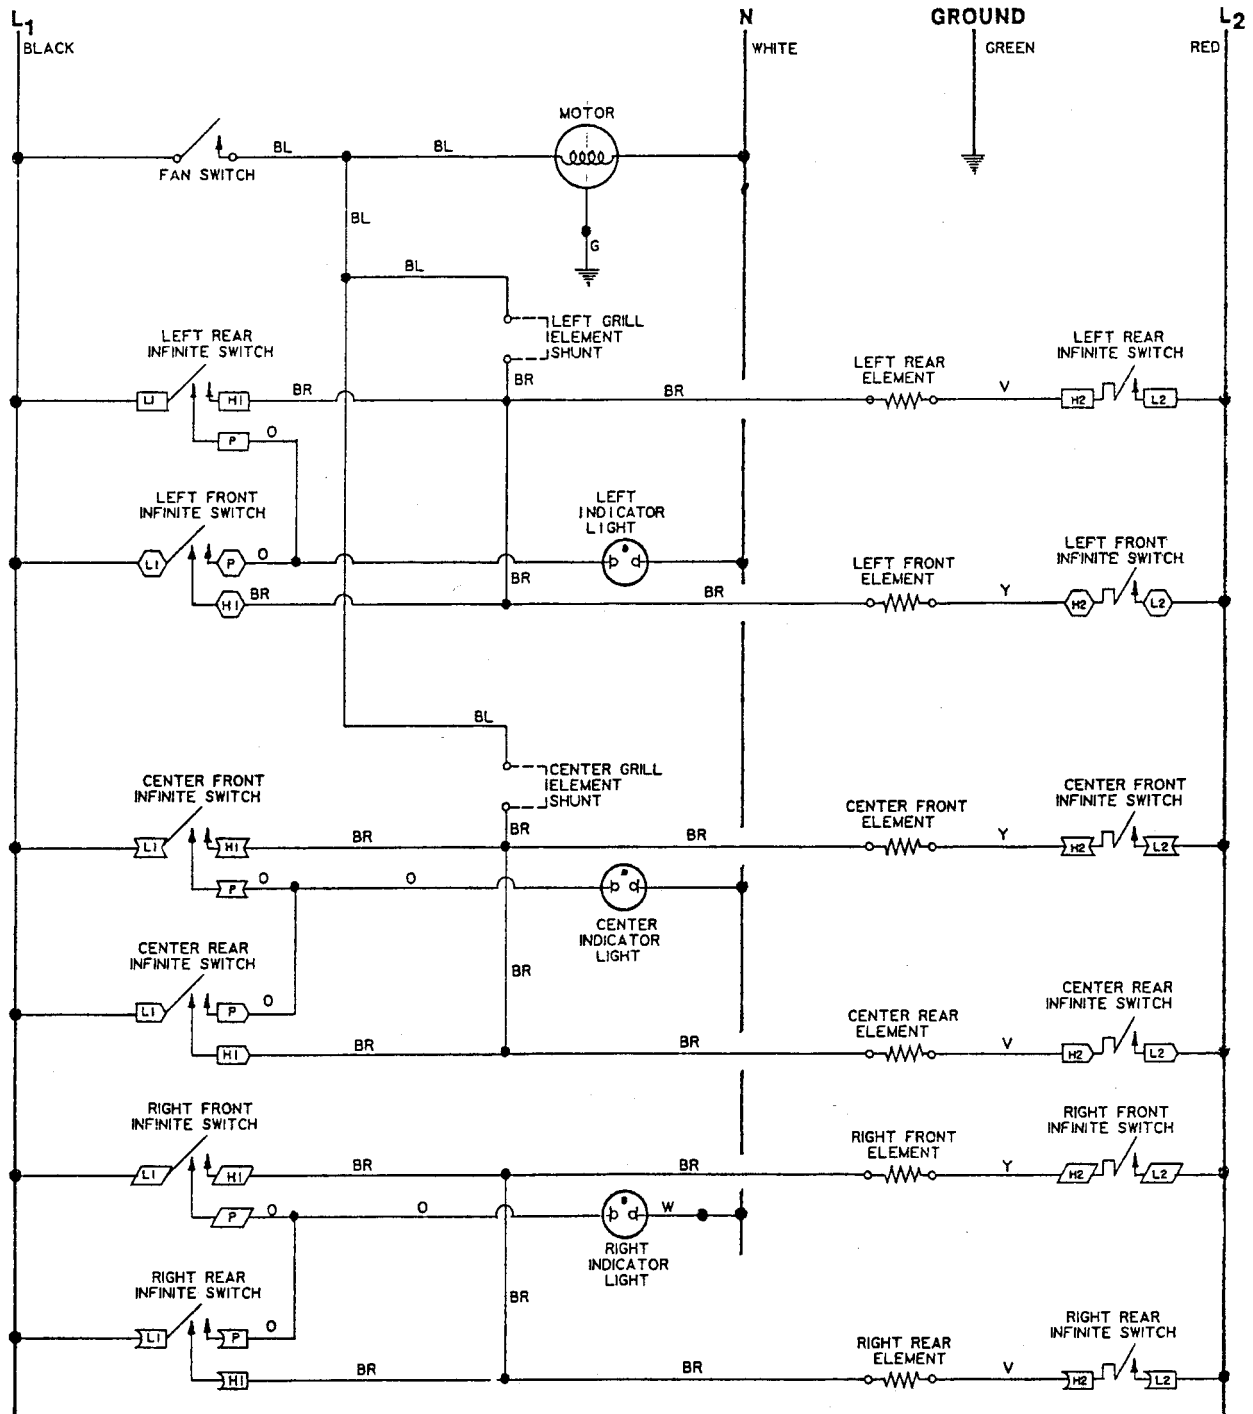 L1
N
GROUND
L2
BLACK
WHITE
GREEN
RED
MOTOR
BL
BL
FAN SWITCH
BL
G
BL
LEFT GRILL
ELEMENT
SHUNT
LEFT REAR
INFINITE SWITCH
LEFT REAR
ELEMENT
LEFT REAR
INFINITE SWITCH
BR
L1
H1
BR
BR
V
H2
L2
P
O
LEFT FRONT
INFINITE SWITCH
LEFT
INDICATOR
LIGHT
LEFT FRONT
ELEMENT
LEFT FRONT
INFINITE SWITCH
L1
P
O
BR
H1
BR
BR
Y
H2
L2
BL
CENTER GRILL
ELEMENT
SHUNT
CENTER FRONT
INFINITE SWITCH
CENTER FRONT
ELEMENT
CENTER FRONT
INFINITE SWITCH
BR
L1
H1
BR
BR
Y
H2
L2
P
O
O
CENTER
INDICATOR
LIGHT
CENTER REAR
INFINITE SWITCH
BR
CENTER REAR
ELEMENT
CENTER REAR
INFINITE SWITCH
L1
P
O
H1
BR
BR
V
H2
L2
RIGHT FRONT
INFINITE SWITCH
RIGHT FRONT
ELEMENT
RIGHT FRONT
INFINITE SWITCH
L1
H1
BR
BR
Y
H2
L2
P
O
O
W
RIGHT
INDICATOR
LIGHT
RIGHT REAR
INFINITE SWITCH
BR
RIGHT REAR
ELEMENT
RIGHT REAR
INFINITE SWITCH
L1
P
O
H1
BR
BR
V
H2
L2